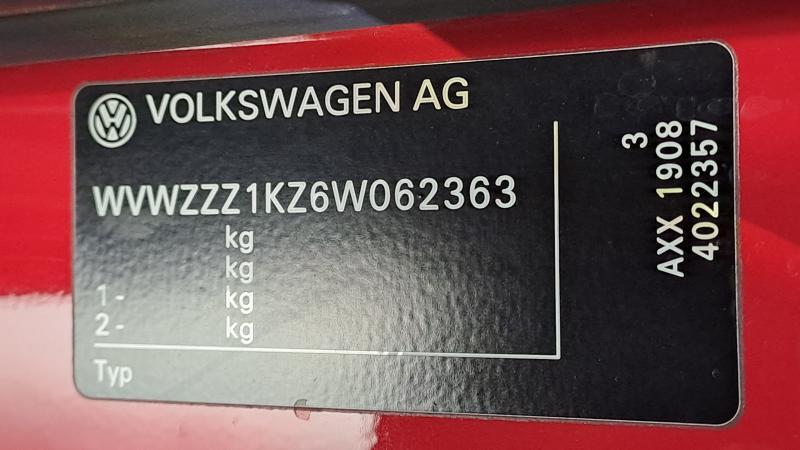 VOLKSWAGEN AG
WVWZZZ1KZ6W062363
kg
kg
1 - kg
2 - kg
Typ
3
AXX 1908
4022357